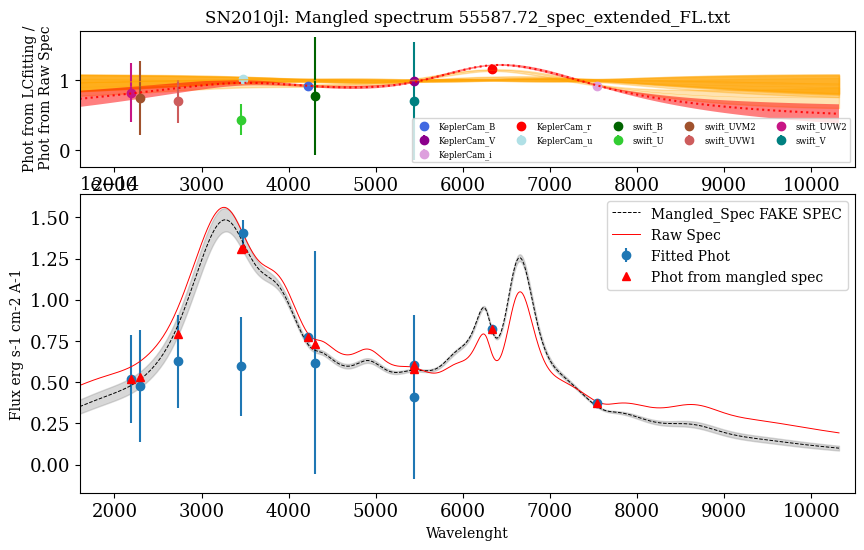 SN2010jl: Mangled spectrum 55587.72_spec_extended_FL.txt
Phot from LCfitting /
Phot from Raw Spec
1
0
KeplerCam_B
KeplerCam_V
KeplerCam_i
KeplerCam_r
KeplerCam_u
swift_B
swift_U
swift_UVM2
swift_UVW1
swift_UVW2
swift_V
2000 3000 4000 5000 6000 7000 8000 9000 10000
Flux erg s-1 cm-2 A-1
1.50
1.25
1.00
0.75
0.50
0.25
0.00
Mangled_Spec FAKE SPEC
Raw Spec
Fitted Phot
Phot from mangled spec
2000 3000 4000 5000 6000 7000 8000 9000 10000
Wavelenght